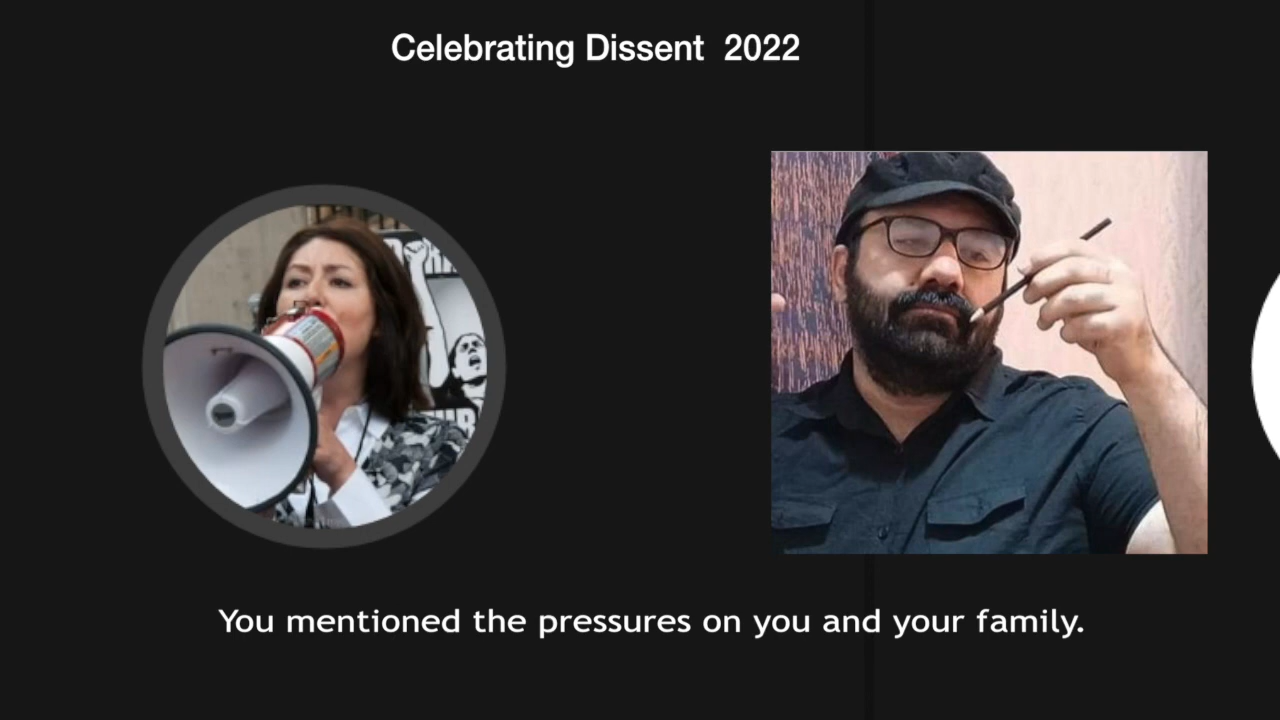 Celebrating Dissent 2022
You mentioned the pressures on you and your family.